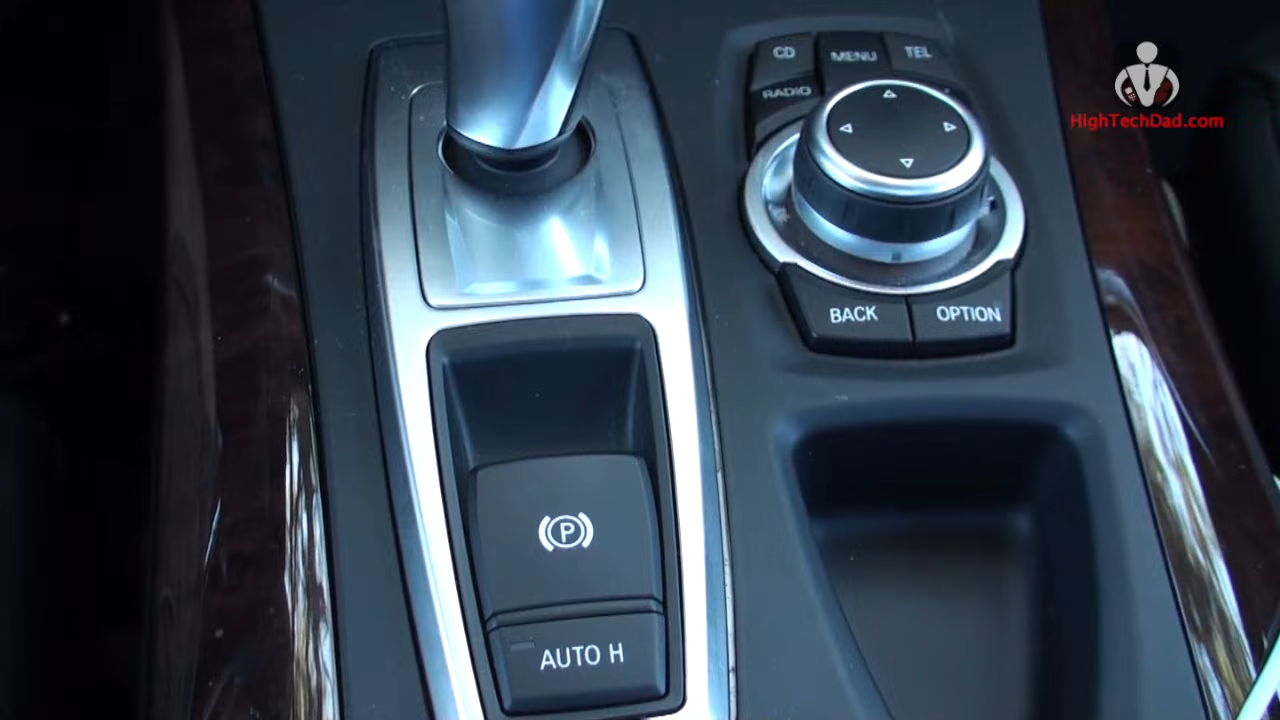 CD
MENU
TEL
RADIO
HighTechDad.com
BACK
OPTION
P
AUTO H